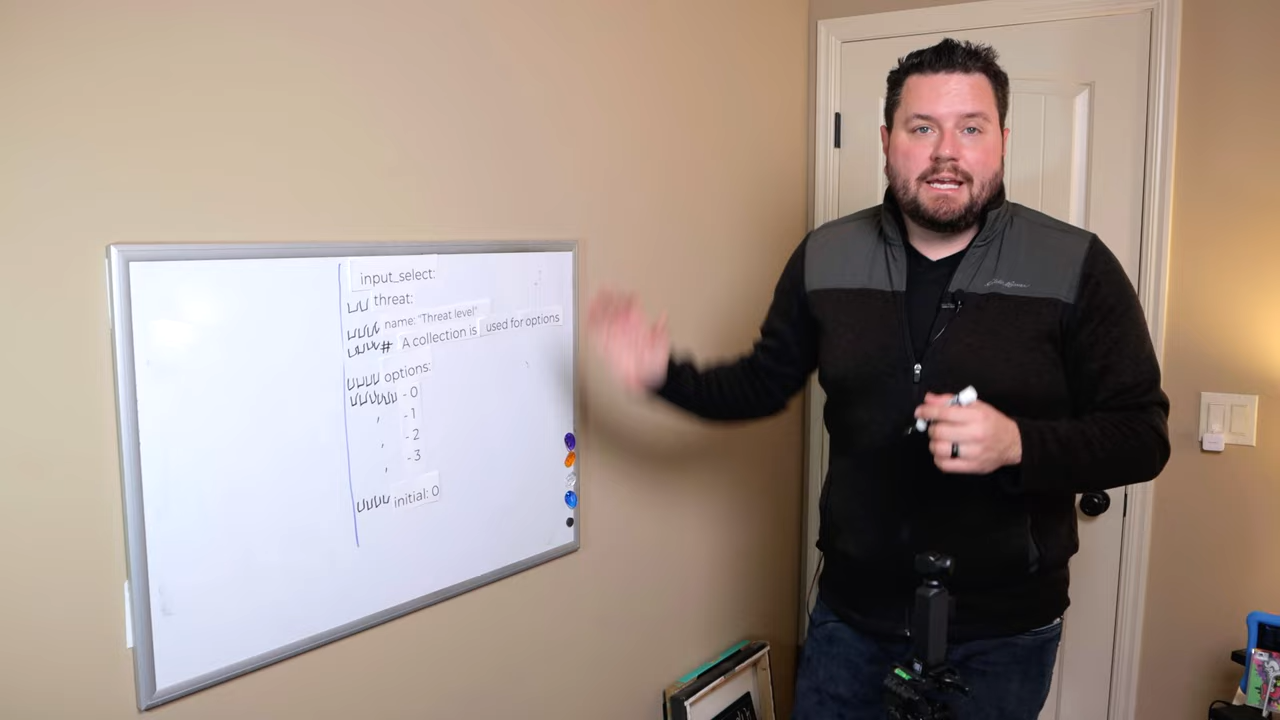 input_select:
threat:
name: "Threat level"
# A collection is used for options
options:
- 0
- 1
- 2
- 3
initial: 0